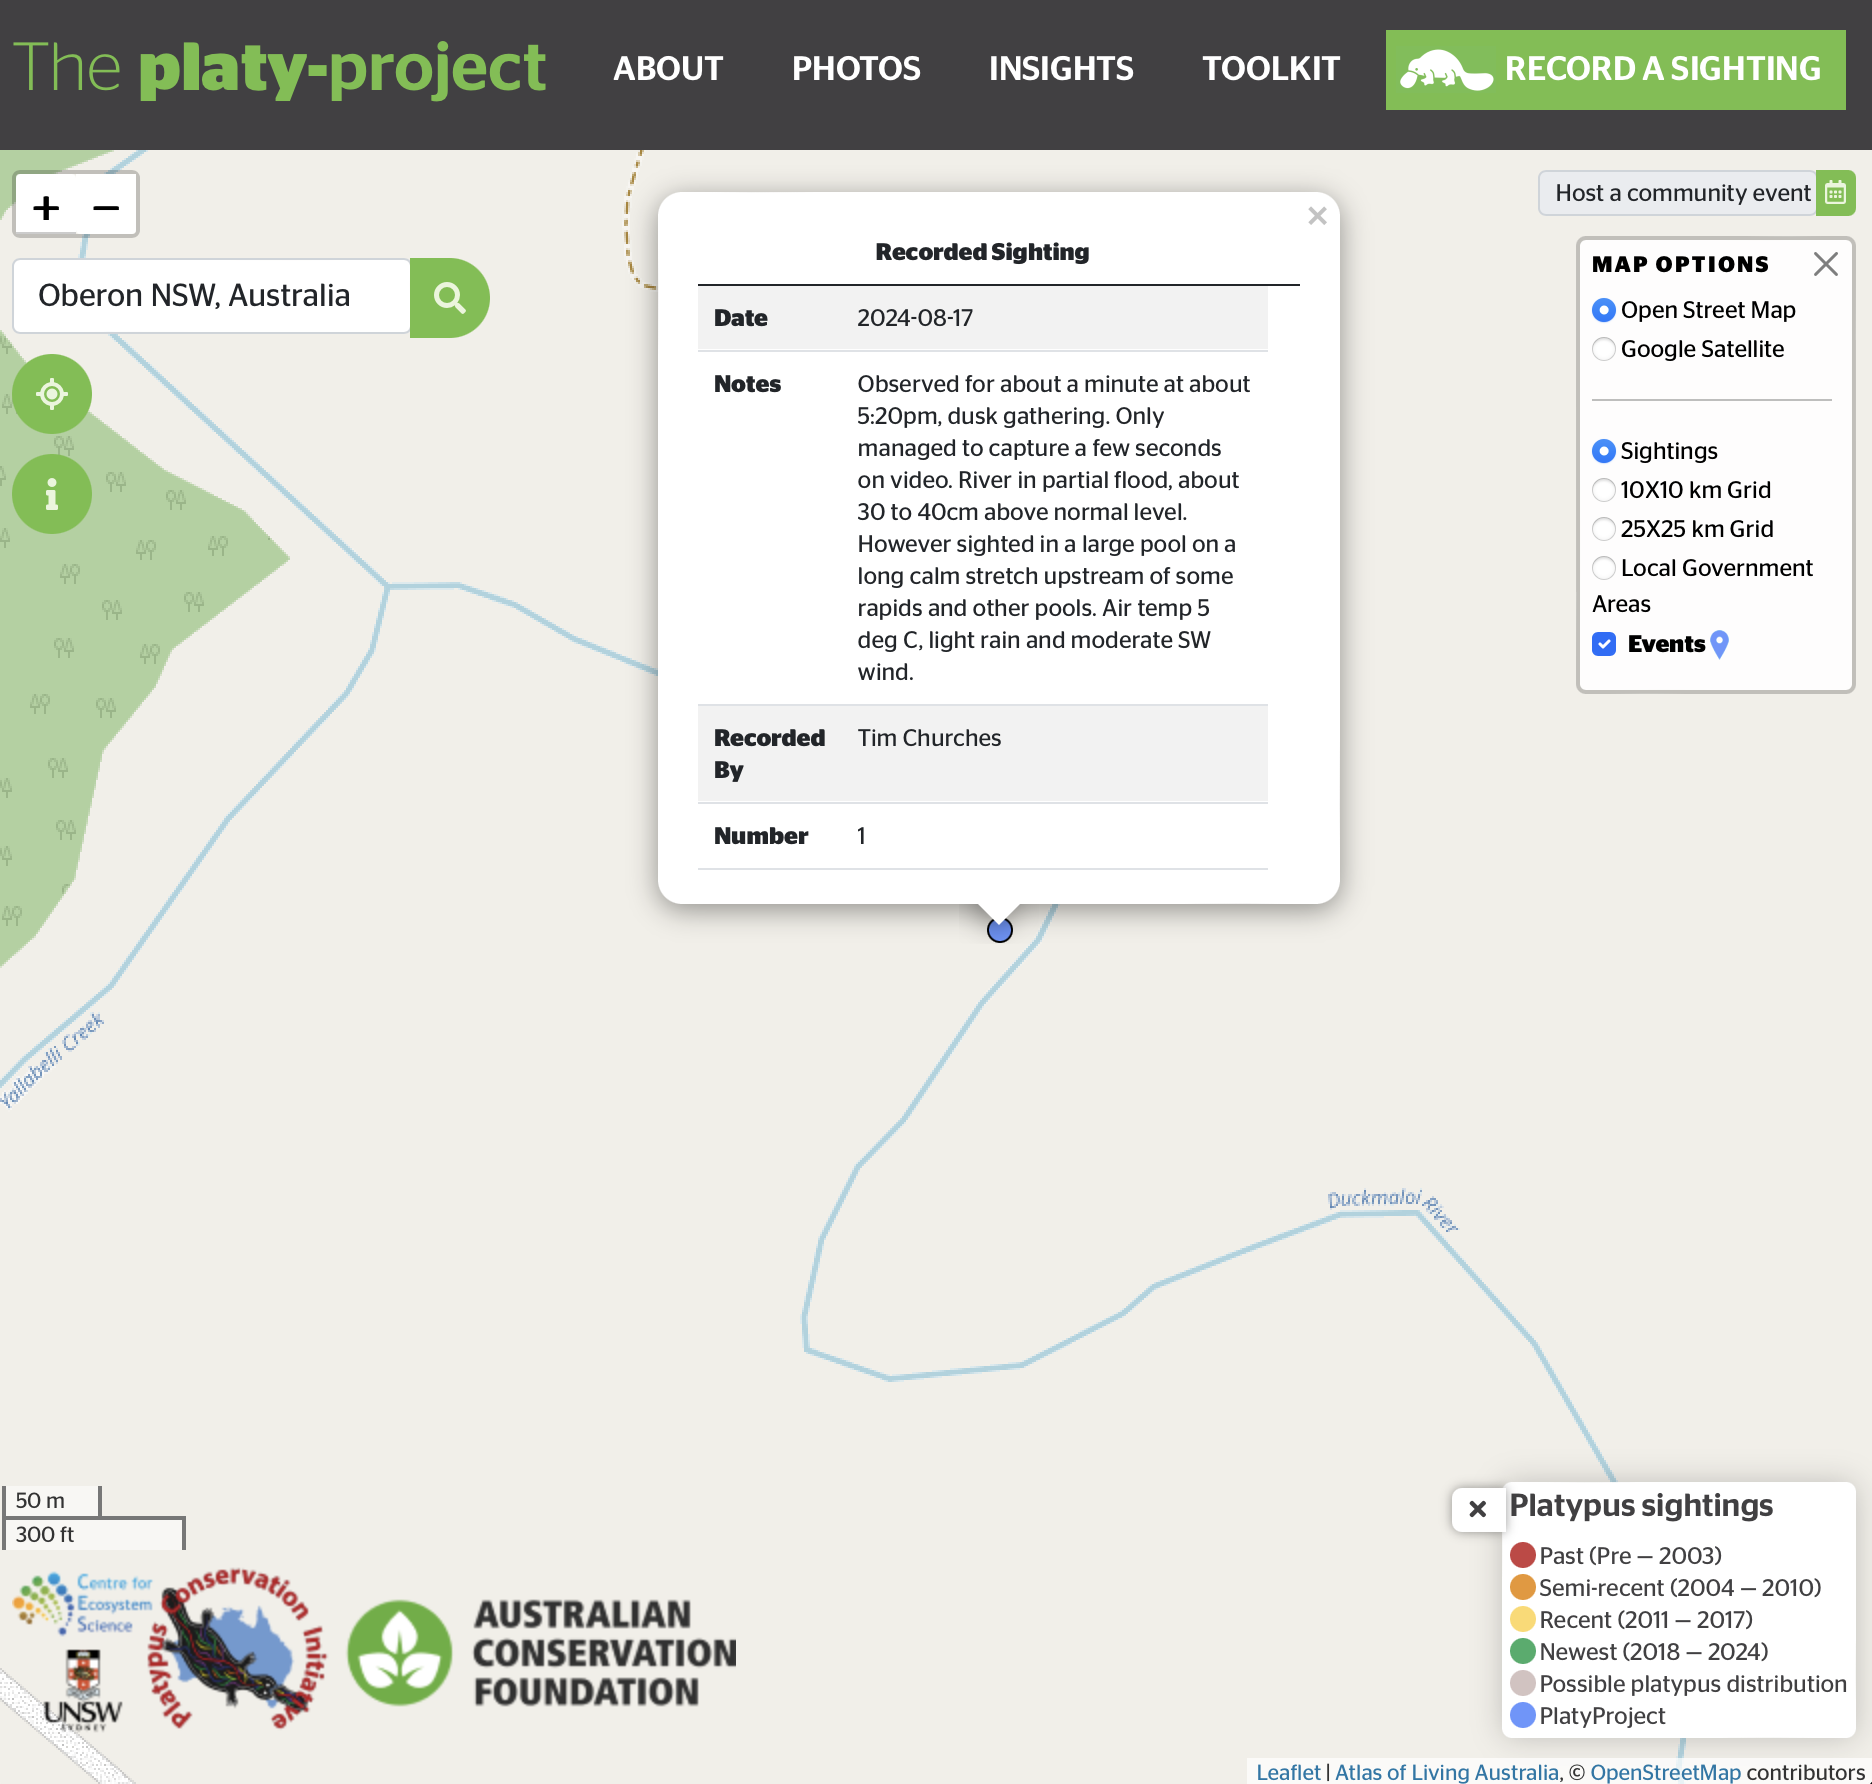 The platy-project
ABOUT
PHOTOS
INSIGHTS
TOOLKIT
RECORD A SIGHTING
+ −
Oberon NSW, Australia
Host a community event
×
Recorded Sighting
Date 2024-08-17
Notes Observed for about a minute at about
5:20pm, dusk gathering. Only
managed to capture a few seconds
on video. River in partial flood, about
30 to 40cm above normal level.
However sighted in a large pool on a
long calm stretch upstream of some
rapids and other pools. Air temp 5
deg C, light rain and moderate SW
wind.
Recorded Tim Churches
By
Number 1
MAP OPTIONS
Open Street Map
Google Satellite
Sightings
10X10 km Grid
25X25 km Grid
Local Government
Areas
Events
Yallabelli Creek
Duckmaloi River
50 m
300 ft
Centre for
Ecosystem
Science
UNSW
SYDNEY
Platypus Conservation Initiative
AUSTRALIAN
CONSERVATION
FOUNDATION
×
Platypus sightings
Past (Pre – 2003)
Semi-recent (2004 – 2010)
Recent (2011 – 2017)
Newest (2018 – 2024)
Possible platypus distribution
PlatyProject
Leaflet | Atlas of Living Australia, © OpenStreetMap contributors